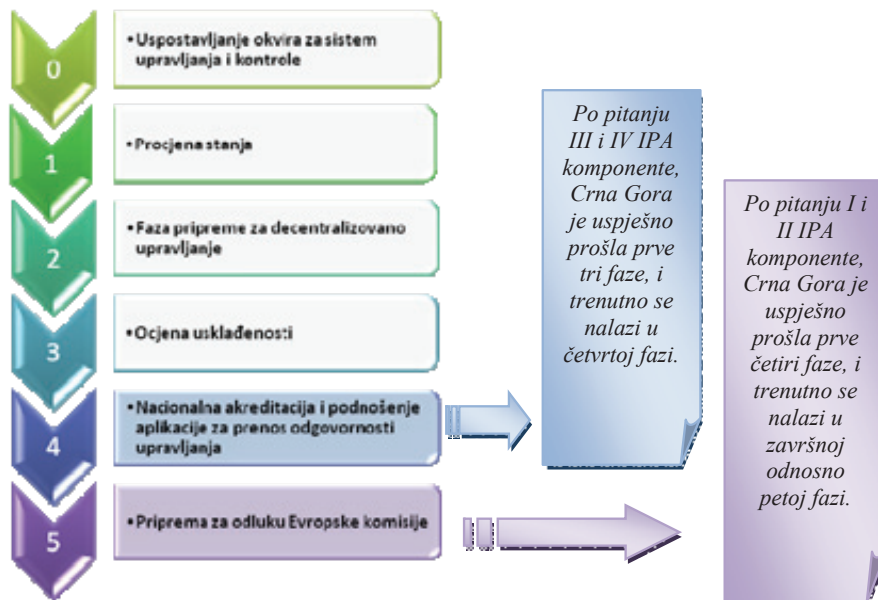 0
• Uspostavljanje okvira za sistem
upravljanja i kontrole
1
• Procjena stanja
2
• Faza pripreme za decentralizovano
upravljanje
3
• Ocjena usklađenosti
4
• Nacionalna akreditacija i podnošenje
aplikacije za prenos odgovornosti
upravljanja
5
• Priprema za odluku Evropske komisije
Po pitanju
III i IV IPA
komponente,
Crna Gora
je uspješno
prošla prve
tri faze, i
trenutno se
nalazi u
četvrtoj fazi.
Po pitanju I i
II IPA
komponente,
Crna Gora je
uspješno
prošla prve
četiri faze, i
trenutno se
nalazi u
završnoj
odnosno
petoj fazi.